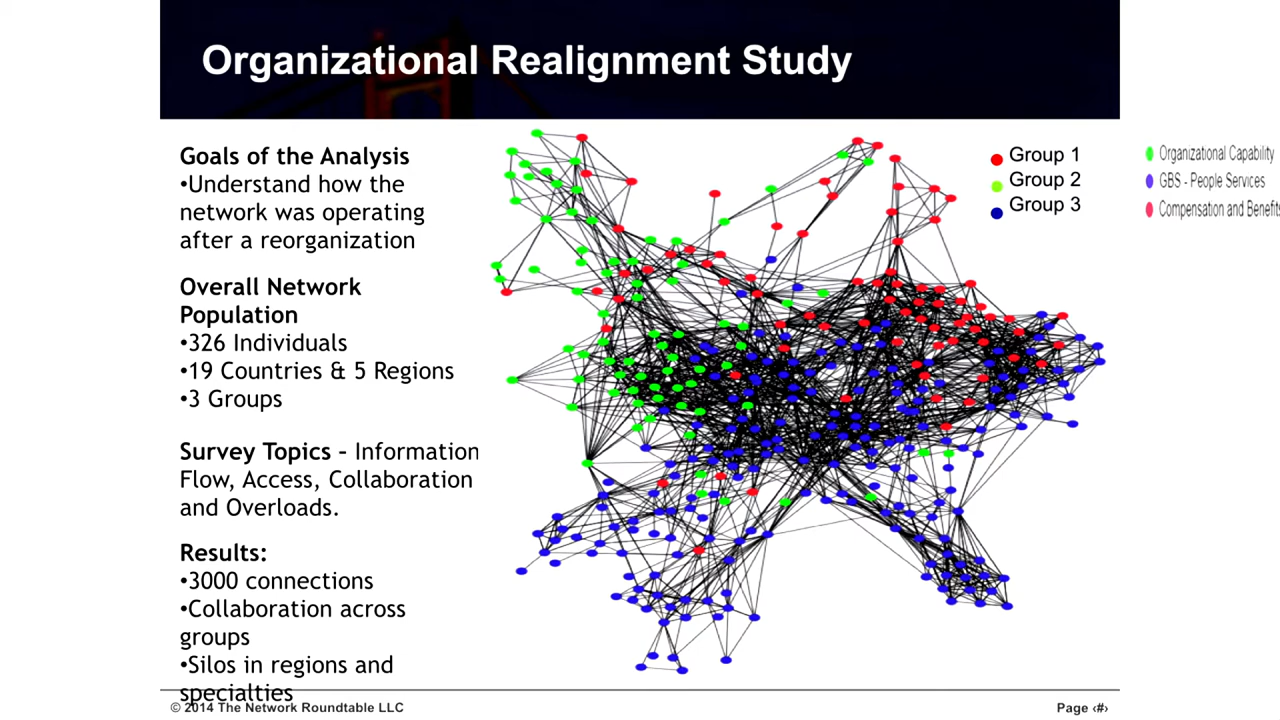 Organizational Realignment Study
Goals of the Analysis
•Understand how the
network was operating
after a reorganization
Overall Network
Population
•326 Individuals
•19 Countries & 5 Regions
•3 Groups
Survey Topics – Information
Flow, Access, Collaboration
and Overloads.
Results:
•3000 connections
•Collaboration across
groups
•Silos in regions and
specialties
Group 1
Group 2
Group 3
Organizational Capability
GBS - People Services
Compensation and Benefits
© 2014 The Network Roundtable LLC
Page ‹#›